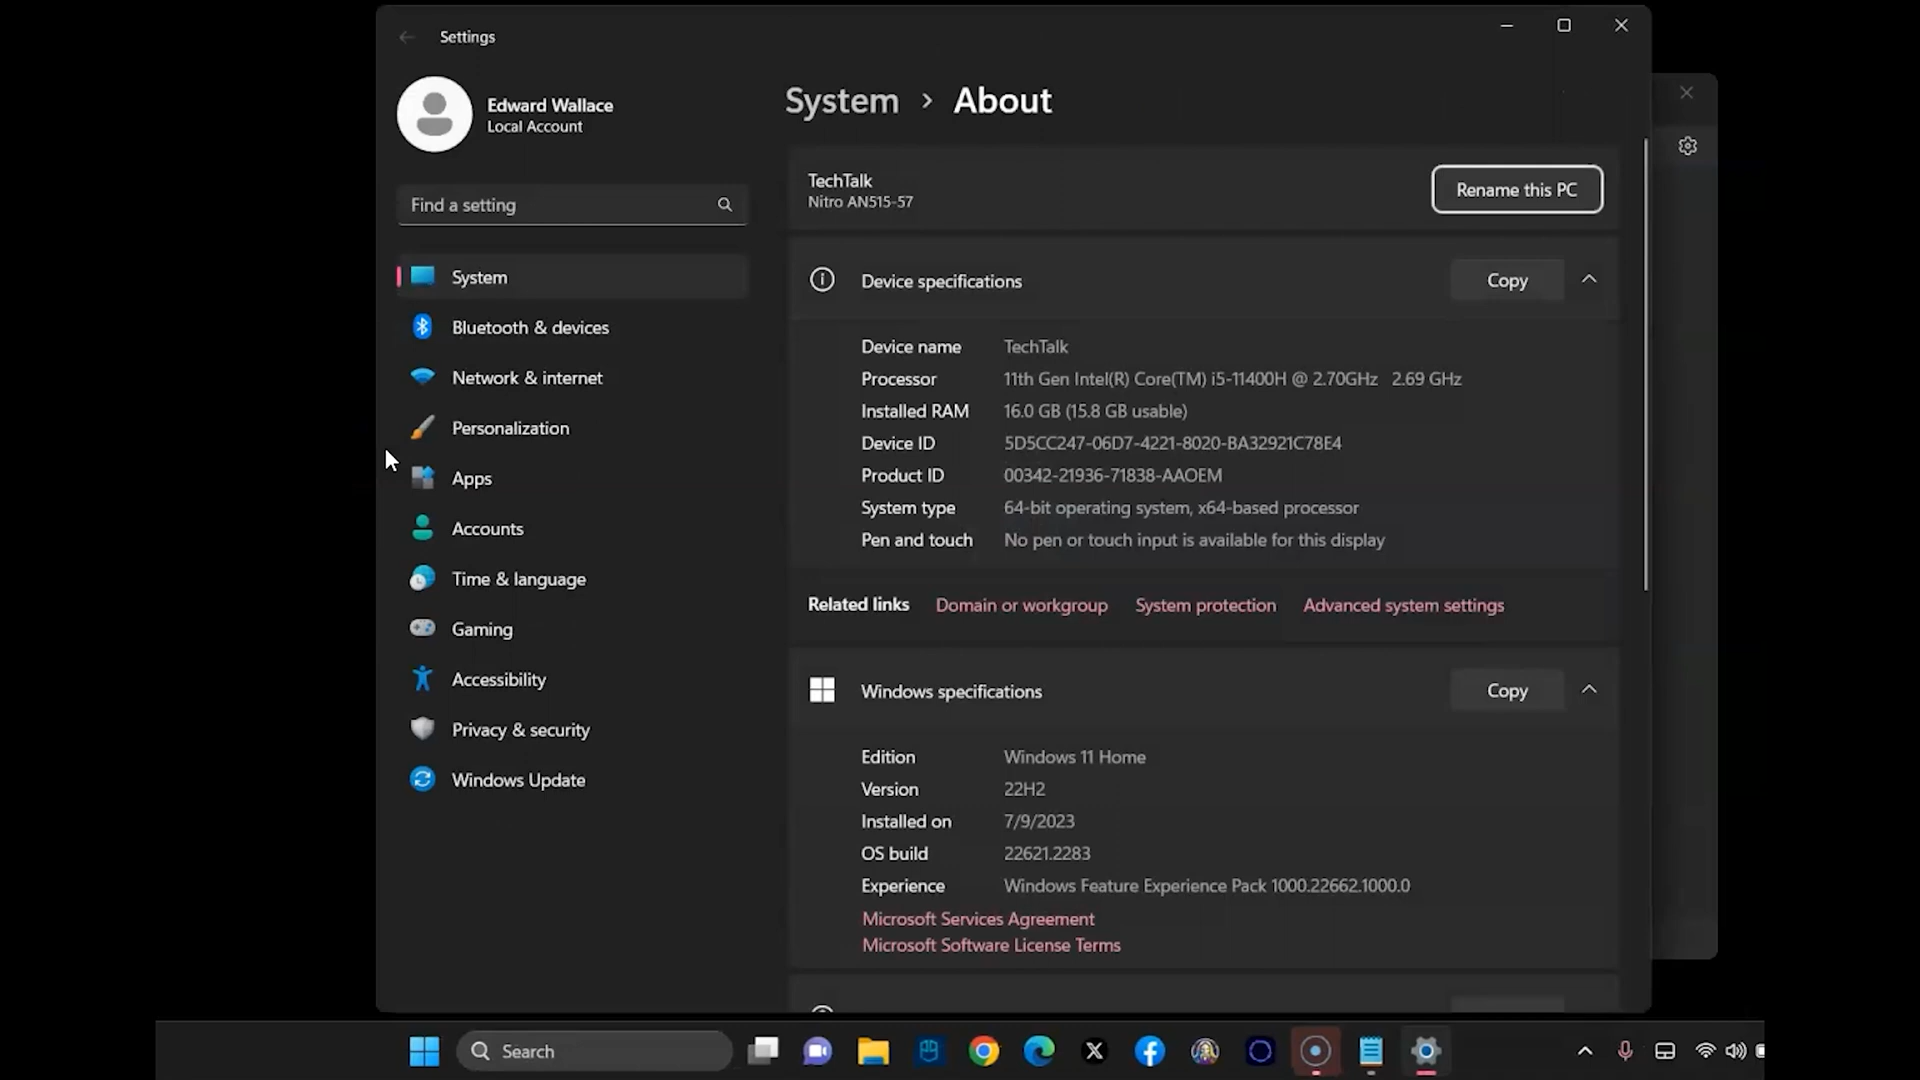 Settings
Edward Wallace
Local Account
Find a setting
System
Bluetooth & devices
Network & internet
Personalization
Apps
Accounts
Time & language
Gaming
Accessibility
Privacy & security
Windows Update
System > About
TechTalk
Nitro AN515-57
Rename this PC
Device specifications
Copy
Device name TechTalk
Processor 11th Gen Intel(R) Core(TM) i5-11400H @ 2.70GHz 2.69 GHz
Installed RAM 16.0 GB (15.8 GB usable)
Device ID 5D5CC247-06D7-4221-8020-BA32921C78E4
Product ID 00342-21936-71838-AAOEM
System type 64-bit operating system, x64-based processor
Pen and touch No pen or touch input is available for this display
Related links Domain or workgroup System protection Advanced system settings
Windows specifications
Copy
Edition Windows 11 Home
Version 22H2
Installed on 7/9/2023
OS build 22621.2283
Experience Windows Feature Experience Pack 1000.22662.1000.0
Microsoft Services Agreement
Microsoft Software License Terms
Search